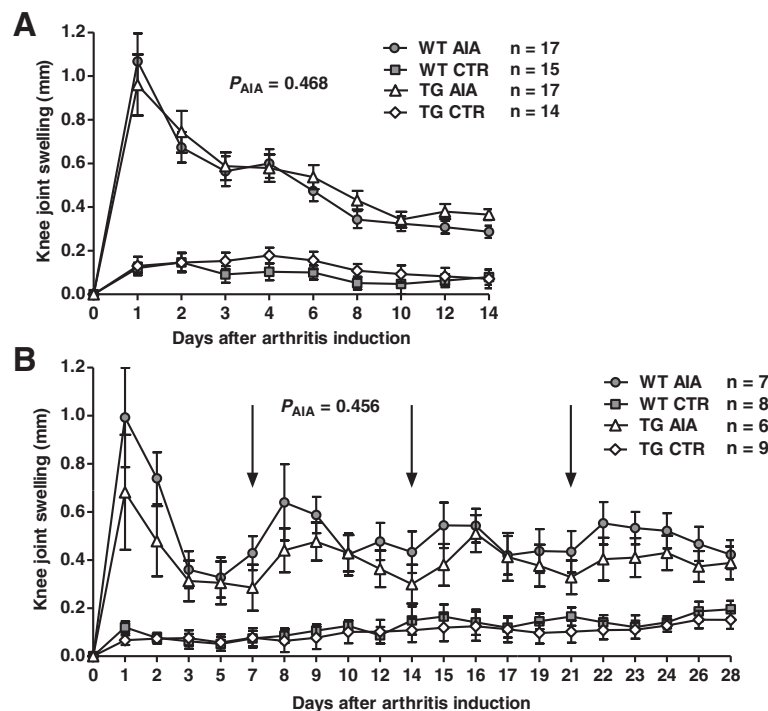 A
Knee joint swelling (mm)
1.2
1.0
0.8
0.6
0.4
0.2
0.0
P AIA = 0.468
WT AIA n = 17
WT CTR n = 15
TG AIA n = 17
TG CTR n = 14
0 1 2 3 4 6 8 10 12 14
Days after arthritis induction
B
Knee joint swelling (mm)
1.2
1.0
0.8
0.6
0.4
0.2
0.0
P AIA = 0.456
WT AIA n = 7
WT CTR n = 8
TG AIA n = 6
TG CTR n = 9
0 1 2 3 5 7 8 9 10 12 14 15 16 17 19 21 22 23 24 26 28
Days after arthritis induction